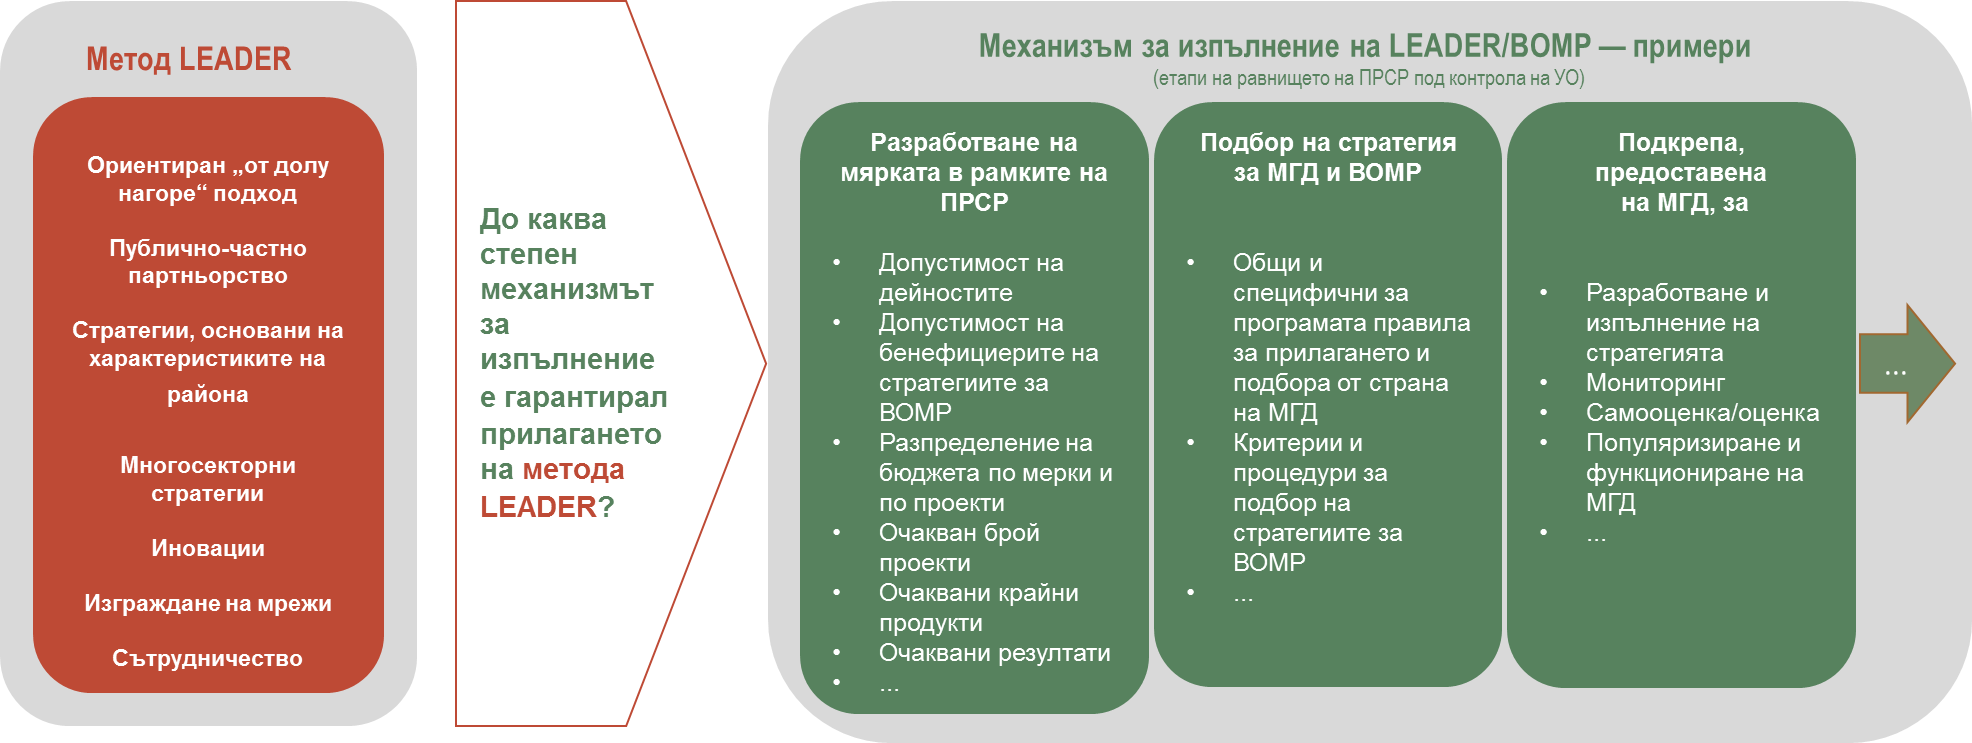 Метод LEADER
Ориентиран „от долу
нагоре“ подход
Публично-частно
партньорство
Стратегии, основани на
характеристиките на
района
Многосекторни
стратегии
Иновации
Изграждане на мрежи
Сътрудничество
До каква
степен
механизмът
за
изпълнение
е гарантирал
прилагането
на метода
LEADER?
Механизъм за изпълнение на LEADER/ВОМР — примери
(етапи на равнището на ПРСР под контрола на УО)
Разработване на
мярката в рамките на
ПРСР
• Допустимост на
дейностите
• Допустимост на
бенефициерите на
стратегиите за
ВОМР
• Разпределение на
бюджета по мерки и
по проекти
• Очакван брой
проекти
• Очаквани крайни
продукти
• Очаквани резултати
• ...
Подбор на стратегия
за МГД и ВОМР
• Общи и
специфични за
програмата правила
за прилагането и
подбора от страна
на МГД
• Критерии и
процедури за
подбор на
стратегиите за
ВОМР
• ...
Подкрепа,
предоставена
на МГД, за
• Разработване и
изпълнение на
стратегията
• Мониторинг
• Самооценка/оценка
• Популяризиране и
функциониране на
МГД
• ...
...